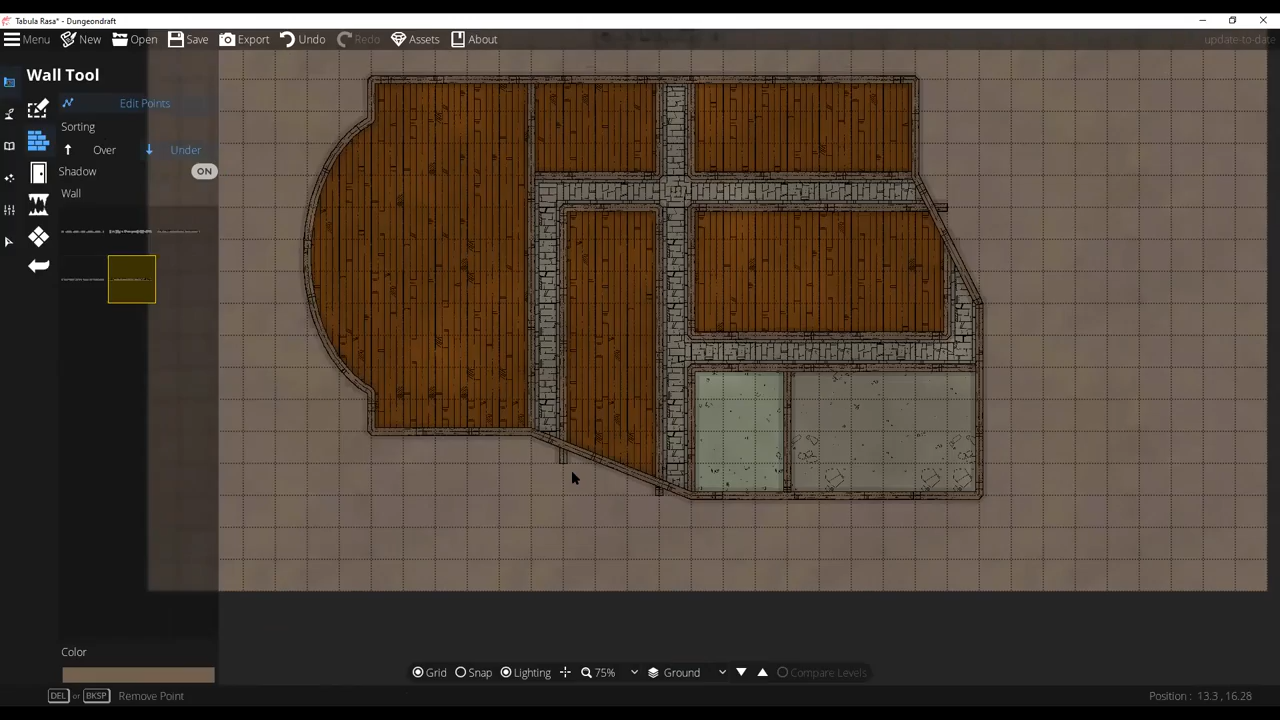 Tabula Rasa* - Dungeondraft
Menu New Open Save Export Undo Redo Assets About update-to-date
Wall Tool
Edit Points
Sorting
Over Under
Shadow ON
Wall
Color
Grid Snap Lighting 75% Ground Compare Levels
DEL or BKSP Remove Point Position : 13.3 , 16.28